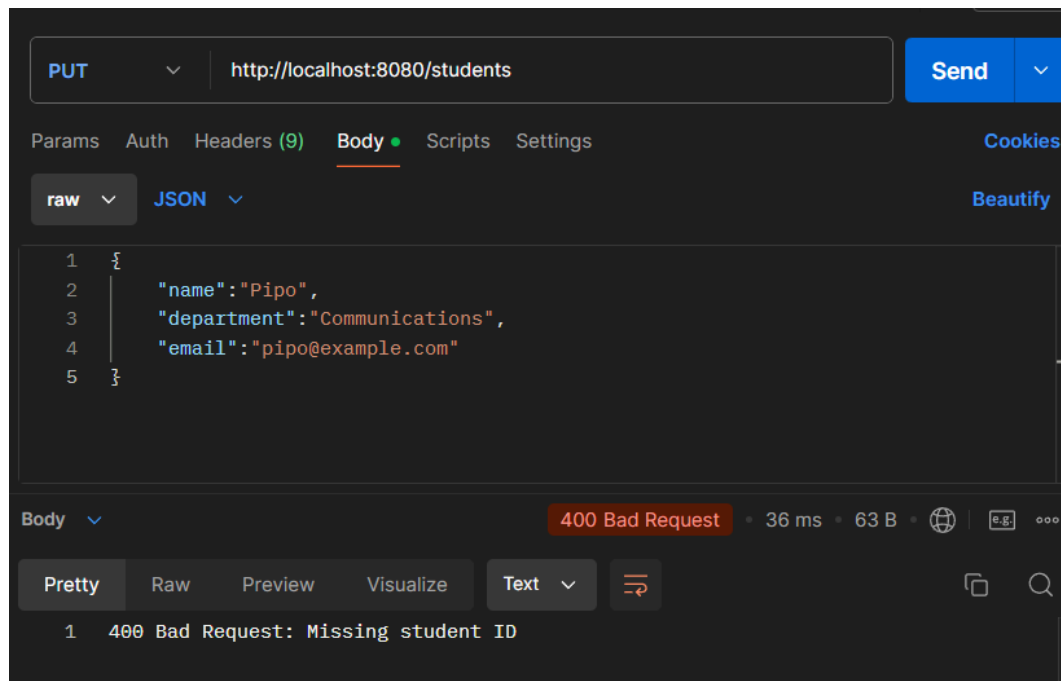 PUT http://localhost:8080/students Send
Params Auth Headers (9) Body Scripts Settings Cookies
raw JSON Beautify
1 {
2 "name":"Pipo",
3 "department":"Communications",
4 "email":"pipo@example.com"
5 }
Body 400 Bad Request 36 ms 63 B e.g.
Pretty Raw Preview Visualize Text
1 400 Bad Request: Missing student ID